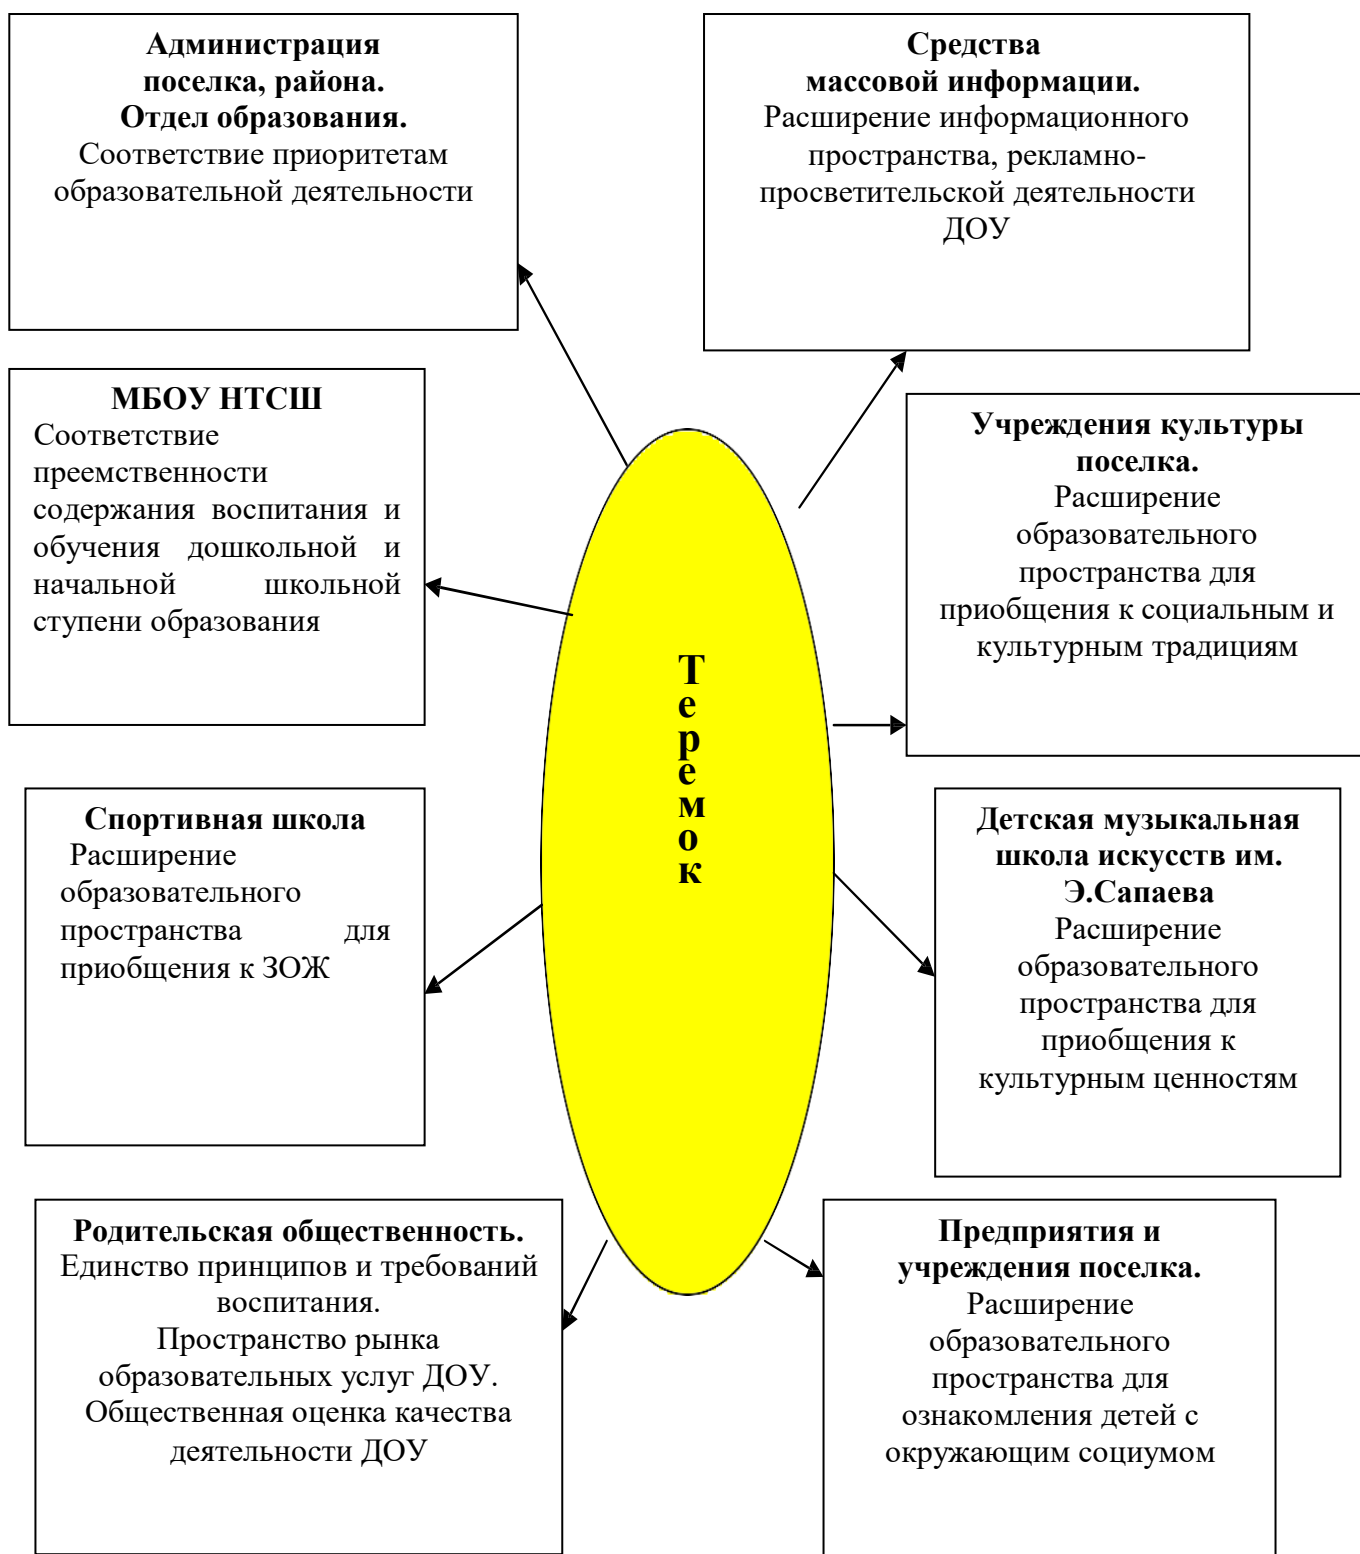 Администрация
поселка, района.
Отдел образования.
Соответствие приоритетам
образовательной деятельности
Средства
массовой информации.
Расширение информационного
пространства, рекламно-
просветительской деятельности
ДОУ
МБОУ НТСШ
Соответствие
преемственности
содержания воспитания и
обучения дошкольной и
начальной школьной
ступени образования
Учреждения культуры
поселка.
Расширение
образовательного
пространства для
приобщения к социальным и
культурным традициям
Теремок
Спортивная школа
Расширение
образовательного
пространства для
приобщения к ЗОЖ
Детская музыкальная
школа искусств им.
Э.Сапаева
Расширение
образовательного
пространства для
приобщения к
культурным ценностям
Родительская общественность.
Единство принципов и требований
воспитания.
Пространство рынка
образовательных услуг ДОУ.
Общественная оценка качества
деятельности ДОУ
Предприятия и
учреждения поселка.
Расширение
образовательного
пространства для
ознакомления детей с
окружающим социумом